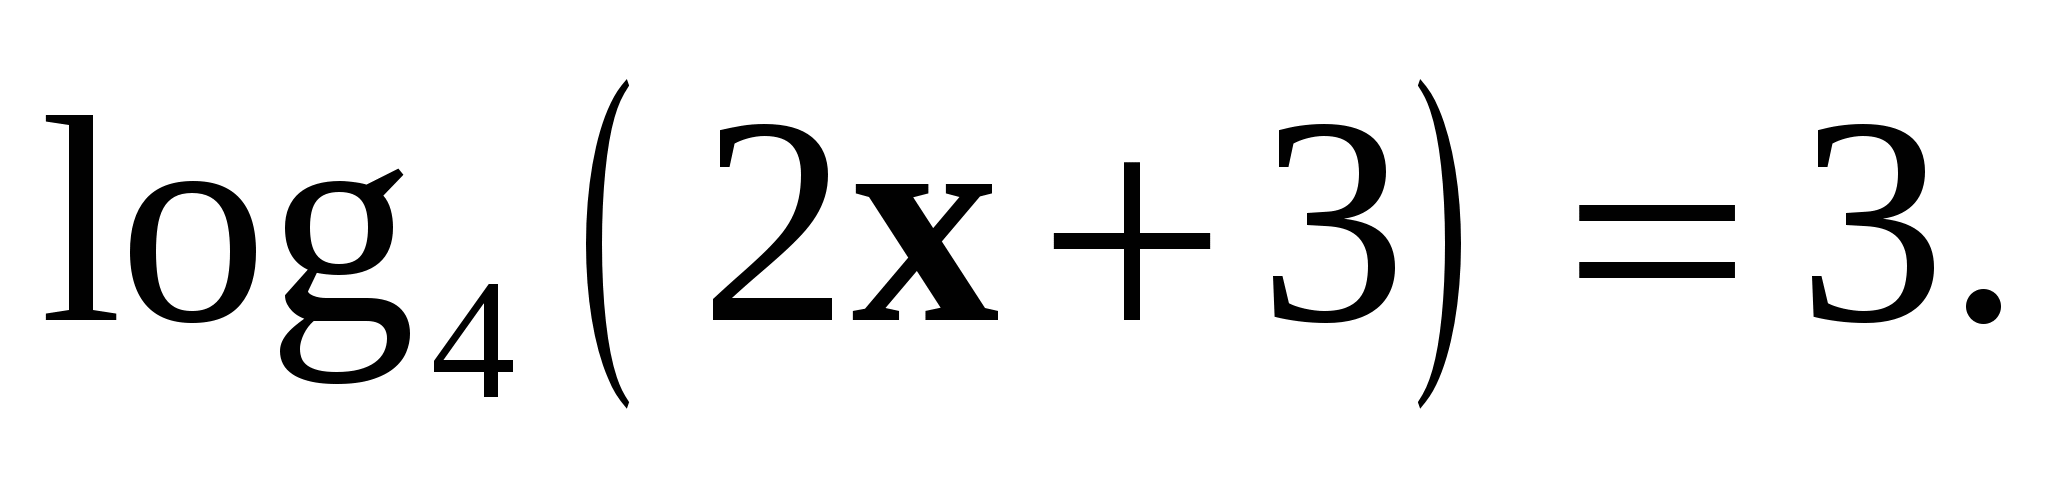 log₄ (2x+3) = 3.